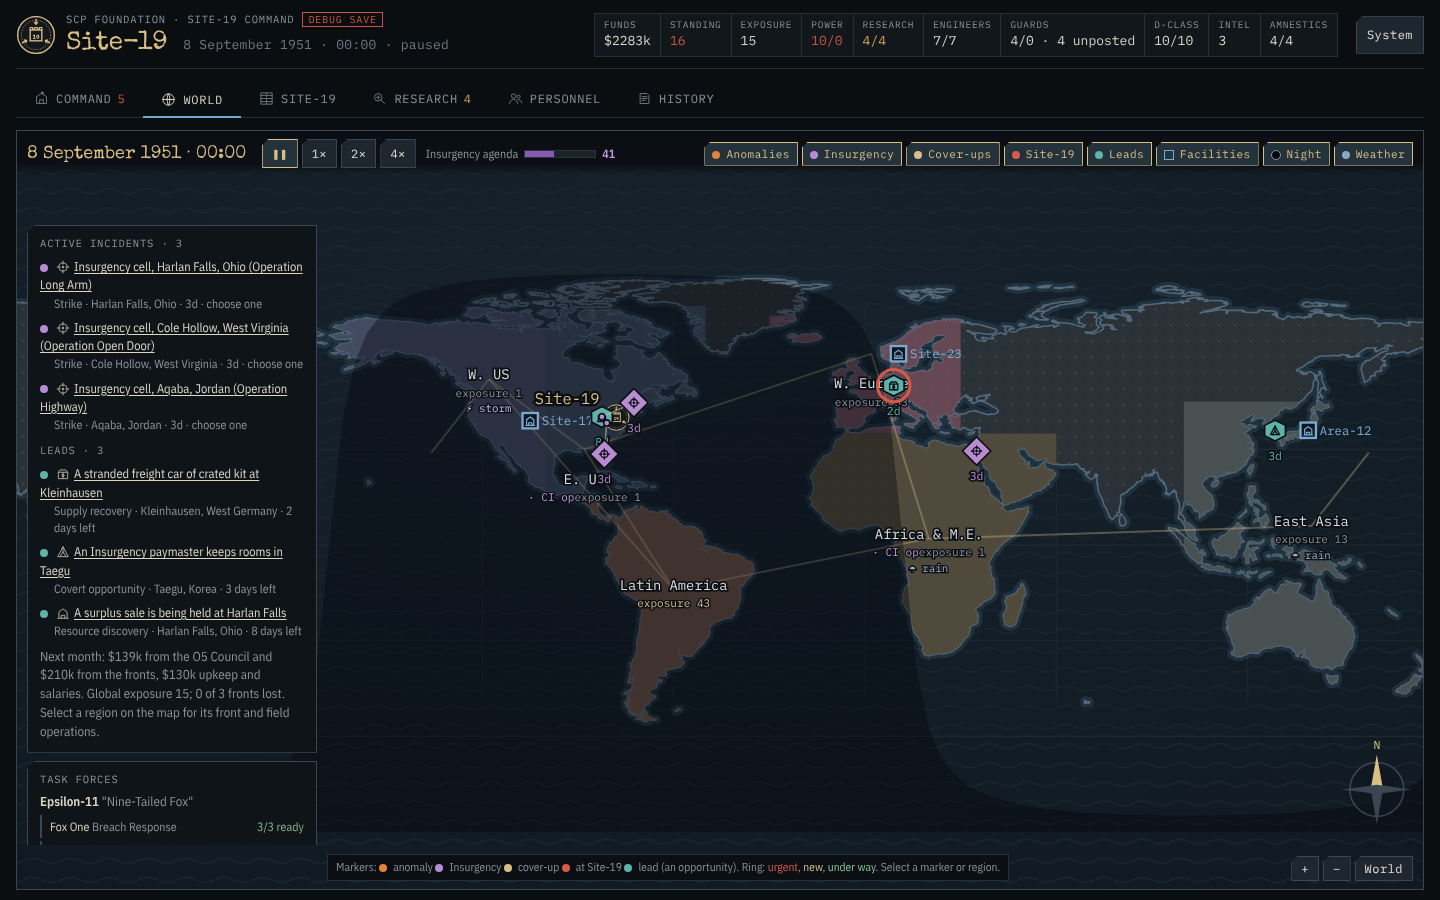 SCP FOUNDATION · SITE-19 COMMAND DEBUG SAVE
Site-19 8 September 1951 · 00:00 · paused
FUNDS $2283k
STANDING 16
EXPOSURE 15
POWER 10/0
RESEARCH 4/4
ENGINEERS 7/7
GUARDS 4/0 · 4 unposted
D-CLASS 10/10
INTEL 3
AMNESTICS 4/4
System
COMMAND 5
WORLD
SITE-19
RESEARCH 4
PERSONNEL
HISTORY
8 September 1951 · 00:00
1×
2×
4×
Insurgency agenda 41
Anomalies
Insurgency
Cover-ups
Site-19
Leads
Facilities
Night
Weather
ACTIVE INCIDENTS · 3
Insurgency cell, Harlan Falls, Ohio (Operation
Long Arm)
Strike · Harlan Falls, Ohio · 3d · choose one
Insurgency cell, Cole Hollow, West Virginia
(Operation Open Door)
Strike · Cole Hollow, West Virginia · 3d · choose one
Insurgency cell, Aqaba, Jordan (Operation
Highway)
Strike · Aqaba, Jordan · 3d · choose one
LEADS · 3
A stranded freight car of crated kit at
Kleinhausen
Supply recovery · Kleinhausen, West Germany · 2
days left
An Insurgency paymaster keeps rooms in
Taegu
Covert opportunity · Taegu, Korea · 3 days left
A surplus sale is being held at Harlan Falls
Resource discovery · Harlan Falls, Ohio · 8 days left
Next month: $139k from the O5 Council and
$210k from the fronts, $130k upkeep and
salaries. Global exposure 15; 0 of 3 fronts lost.
Select a region on the map for its front and field
operations.
TASK FORCES
Epsilon-11 "Nine-Tailed Fox"
Fox One Breach Response 3/3 ready
W. US
exposure 1
⚡ storm
Site-19
Site-17
3d
3d
E. U
· CI op
exposure 1
Latin America
exposure 43
Site-23
W. Eur
exposure
2d
3d
Africa & M.E.
· CI op
exposure 1
rain
Area-12
3d
East Asia
exposure 13
rain
N
Markers: anomaly Insurgency cover-up at Site-19 lead (an opportunity). Ring: urgent, new, under way. Select a marker or region.
+
−
World